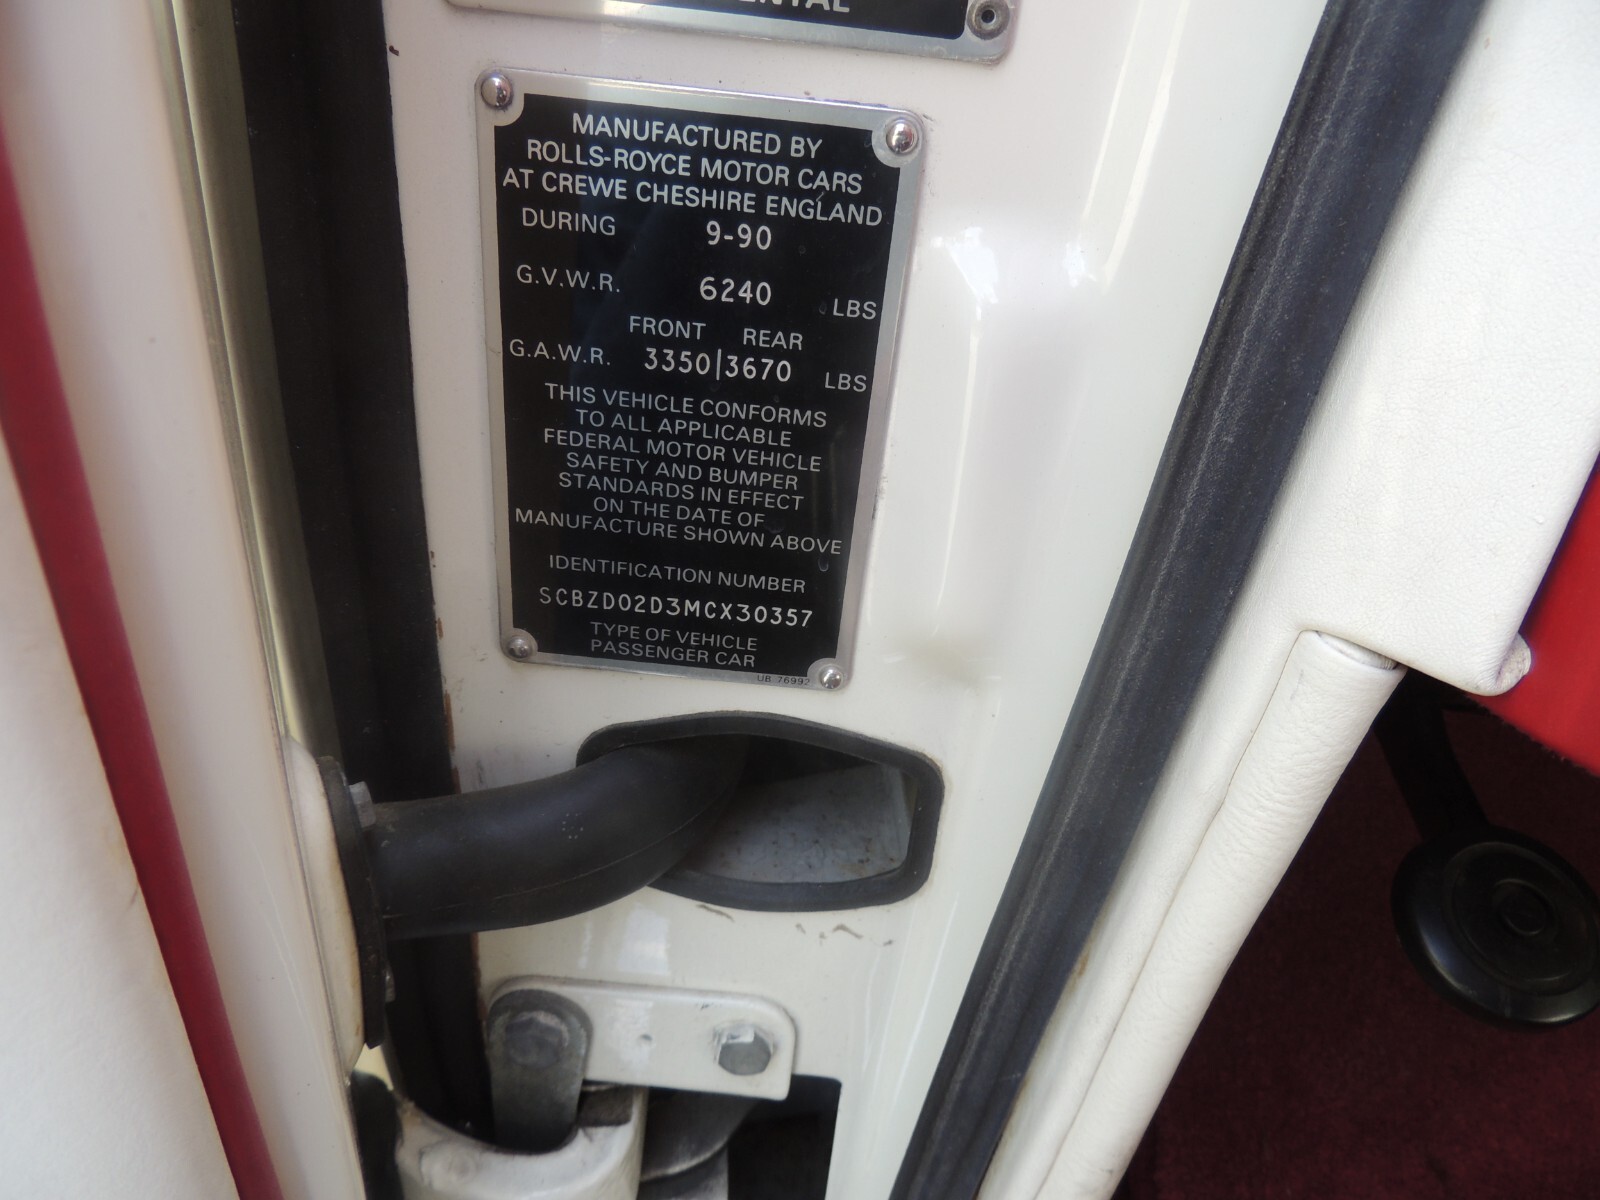 MANUFACTURED BY
ROLLS-ROYCE MOTOR CARS
AT CREWE CHESHIRE ENGLAND
DURING 9-90
G.V.W.R. 6240 LBS
FRONT REAR
G.A.W.R. 3350|3670 LBS
THIS VEHICLE CONFORMS
TO ALL APPLICABLE
FEDERAL MOTOR VEHICLE
SAFETY AND BUMPER
STANDARDS IN EFFECT
ON THE DATE OF
MANUFACTURE SHOWN ABOVE
IDENTIFICATION NUMBER
SCBZD02D3MCX30357
TYPE OF VEHICLE
PASSENGER CAR
UB 76992